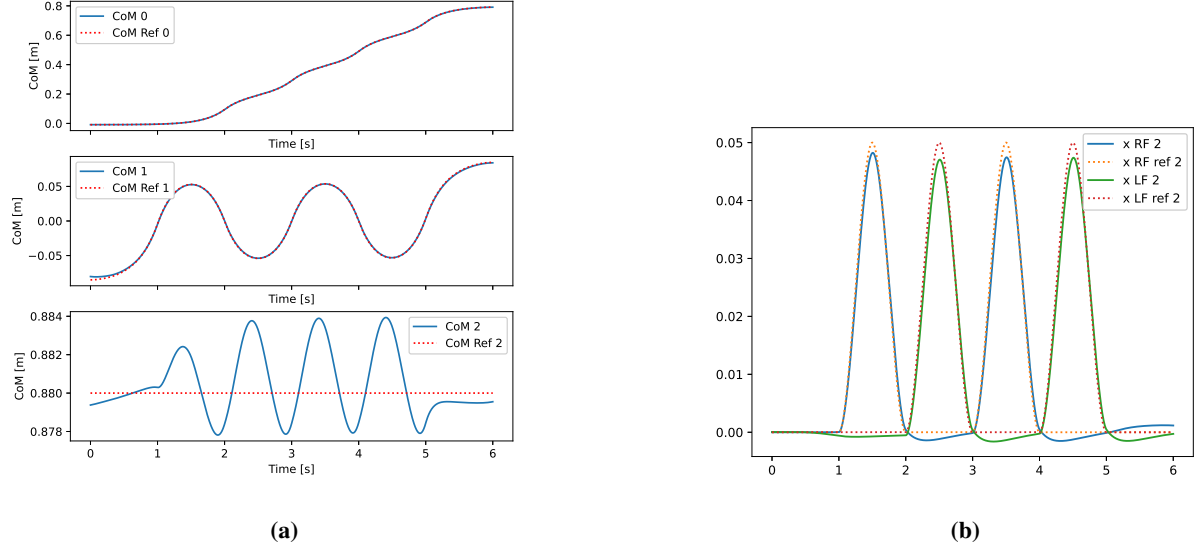 0.8
0.6
0.4
0.2
0.0
CoM [m]
CoM 0
CoM Ref 0
Time [s]
0.05
0.00
−0.05
CoM [m]
CoM 1
CoM Ref 1
Time [s]
0.884
0.882
0.880
0.878
CoM [m]
CoM 2
CoM Ref 2
0 1 2 3 4 5 6
Time [s]
(a)
0.05
0.04
0.03
0.02
0.01
0.00
x RF 2
x RF ref 2
x LF 2
x LF ref 2
0 1 2 3 4 5 6
(b)